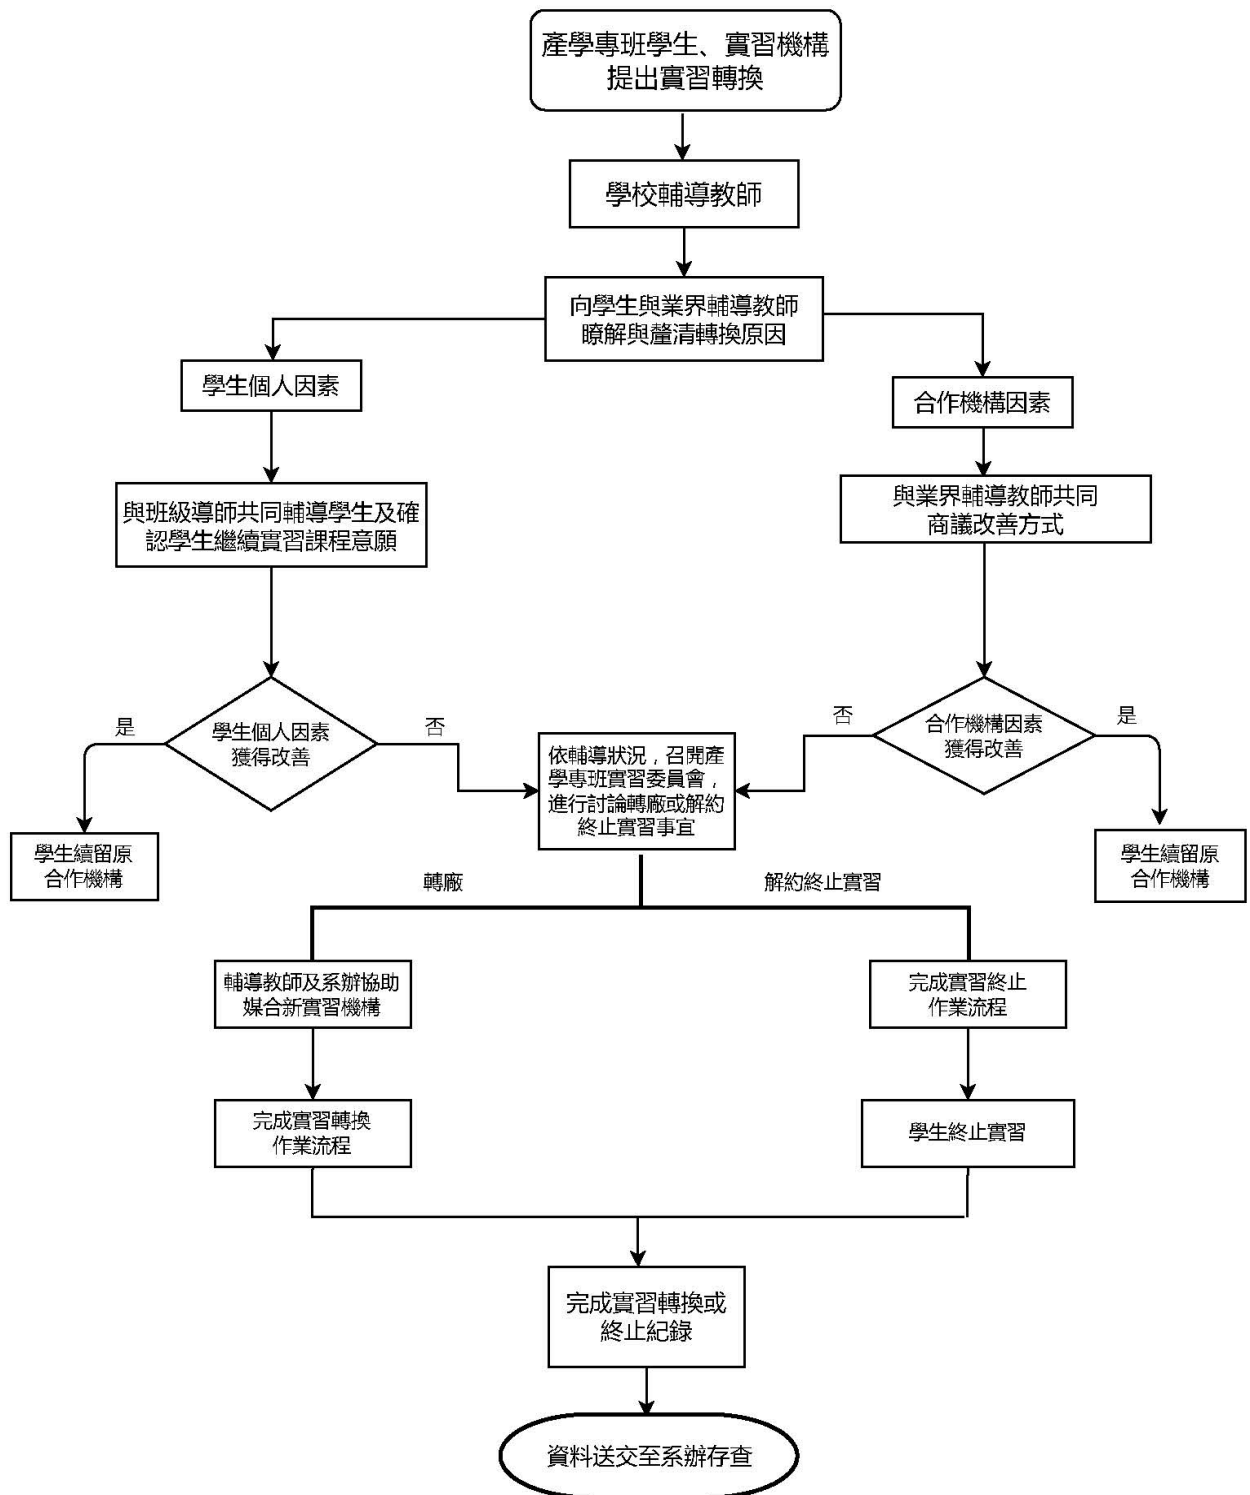 產學專班學生、實習機構
提出實習轉換
學校輔導教師
向學生與業界輔導教師
瞭解與釐清轉換原因
學生個人因素
合作機構因素
與班級導師共同輔導學生及確
認學生繼續實習課程意願
與業界輔導教師共同
商議改善方式
是
學生個人因素
獲得改善
否
否
合作機構因素
獲得改善
是
依輔導狀況，召開產
學專班實習委員會，
進行討論轉廠或解約
終止實習事宜
學生續留原
合作機構
學生續留原
合作機構
轉廠
解約終止實習
輔導教師及系辦協助
媒合新實習機構
完成實習終止
作業流程
完成實習轉換
作業流程
學生終止實習
完成實習轉換或
終止紀錄
資料送交至系辦存查